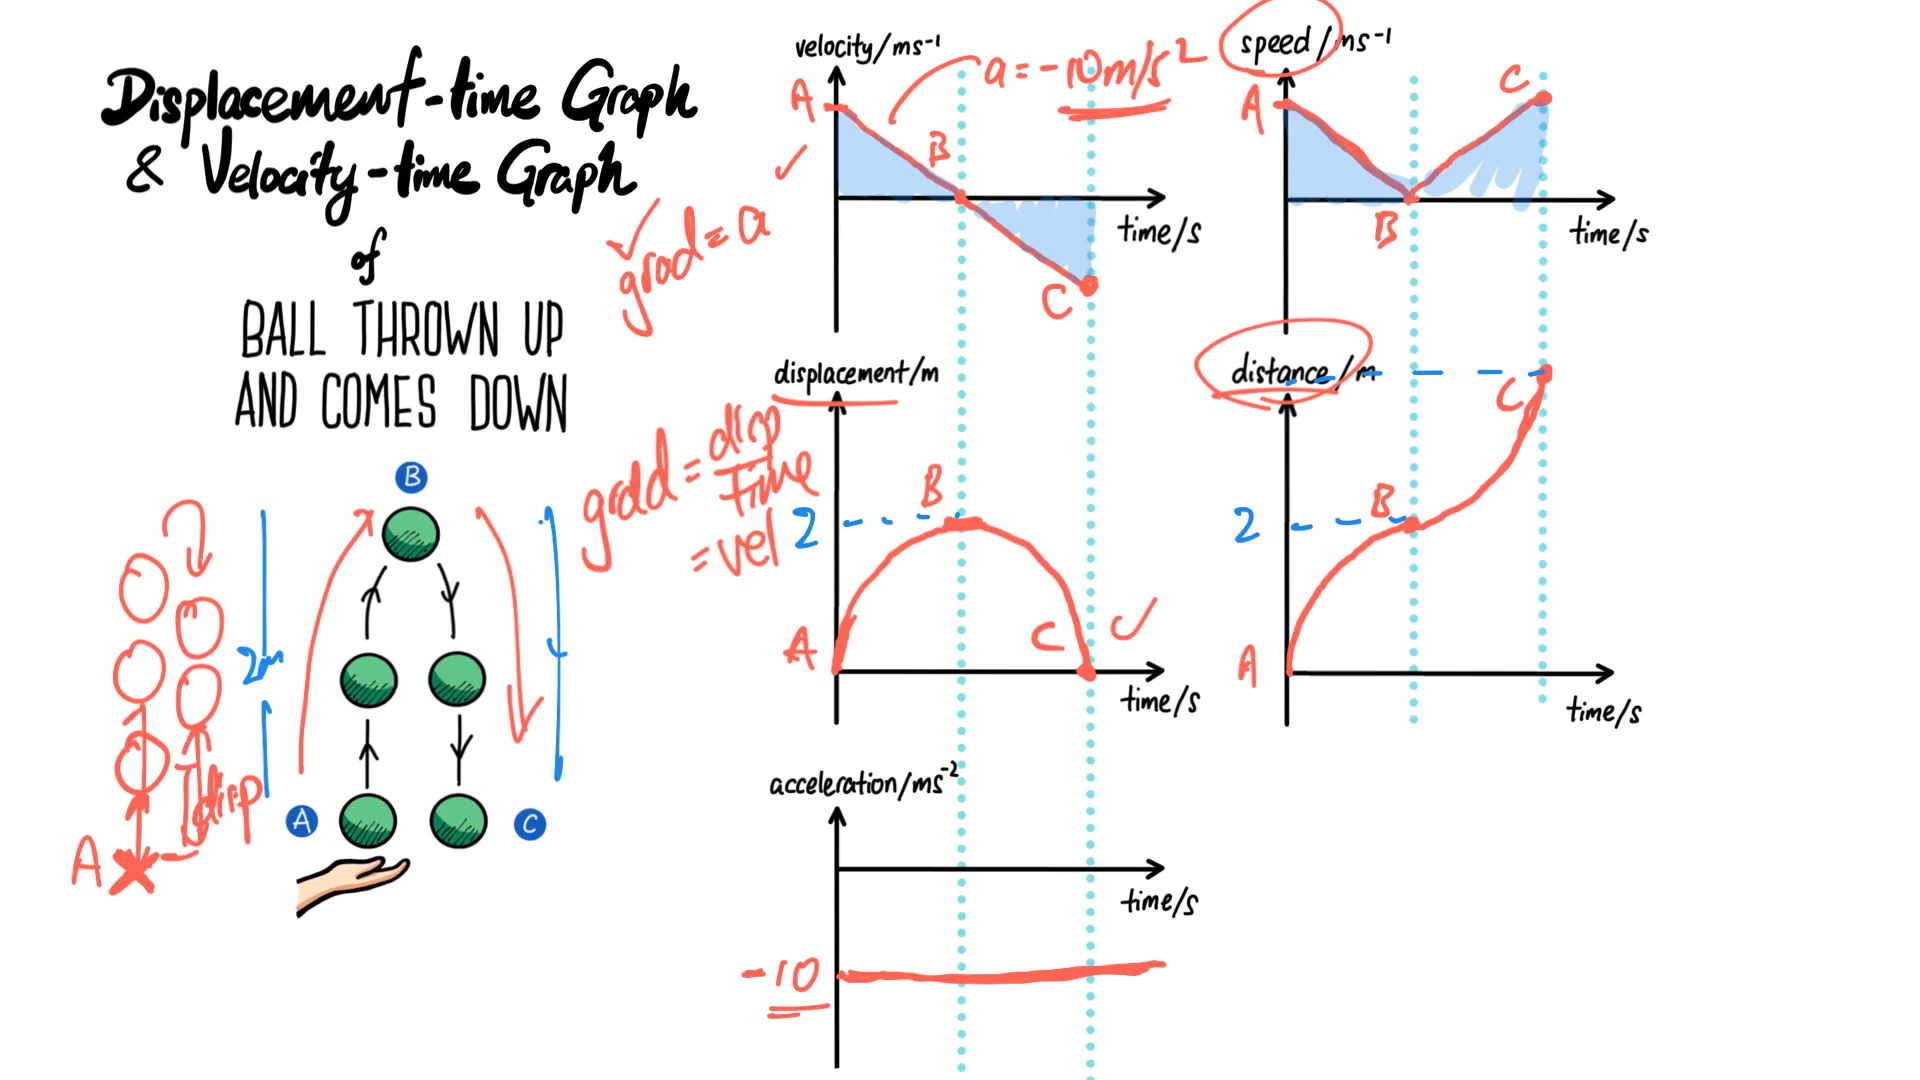 Displacement-time Graph
& Velocity-time Graph
of
BALL THROWN UP
AND COMES DOWN
B
2m
disp
A
A
C
grad = a
grad = disp
time
= vel
velocity/ms⁻¹
a = -10m/s²
A
B
C
time/s
displacement/m
2
B
A
C
time/s
acceleration/ms⁻²
time/s
-10
speed/ms⁻¹
A
C
B
time/s
distance/m
C
2
B
A
time/s